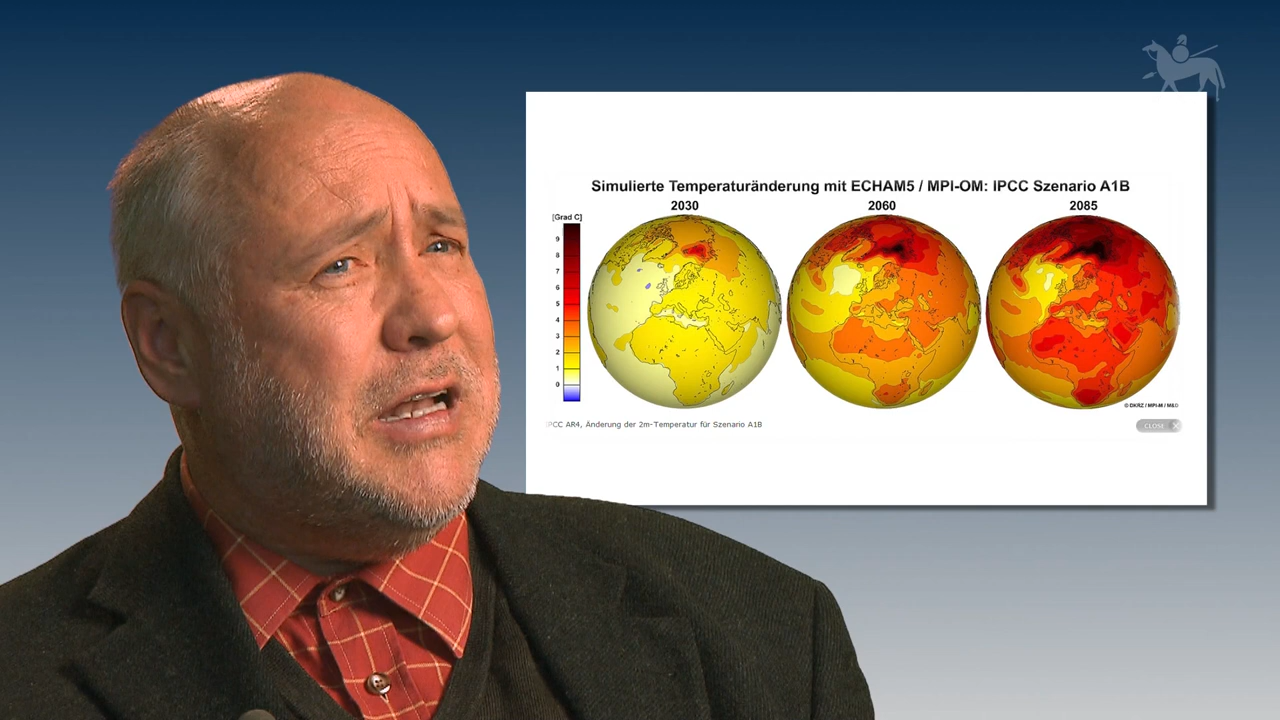 Simulierte Temperaturänderung mit ECHAM5 / MPI-OM: IPCC Szenario A1B
2030 2060 2085
[Grad C]
9
8
7
6
5
4
3
2
1
0
© DKRZ / MPI-M / M&D
IPCC AR4, Änderung der 2m-Temperatur für Szenario A1B
CLOSE